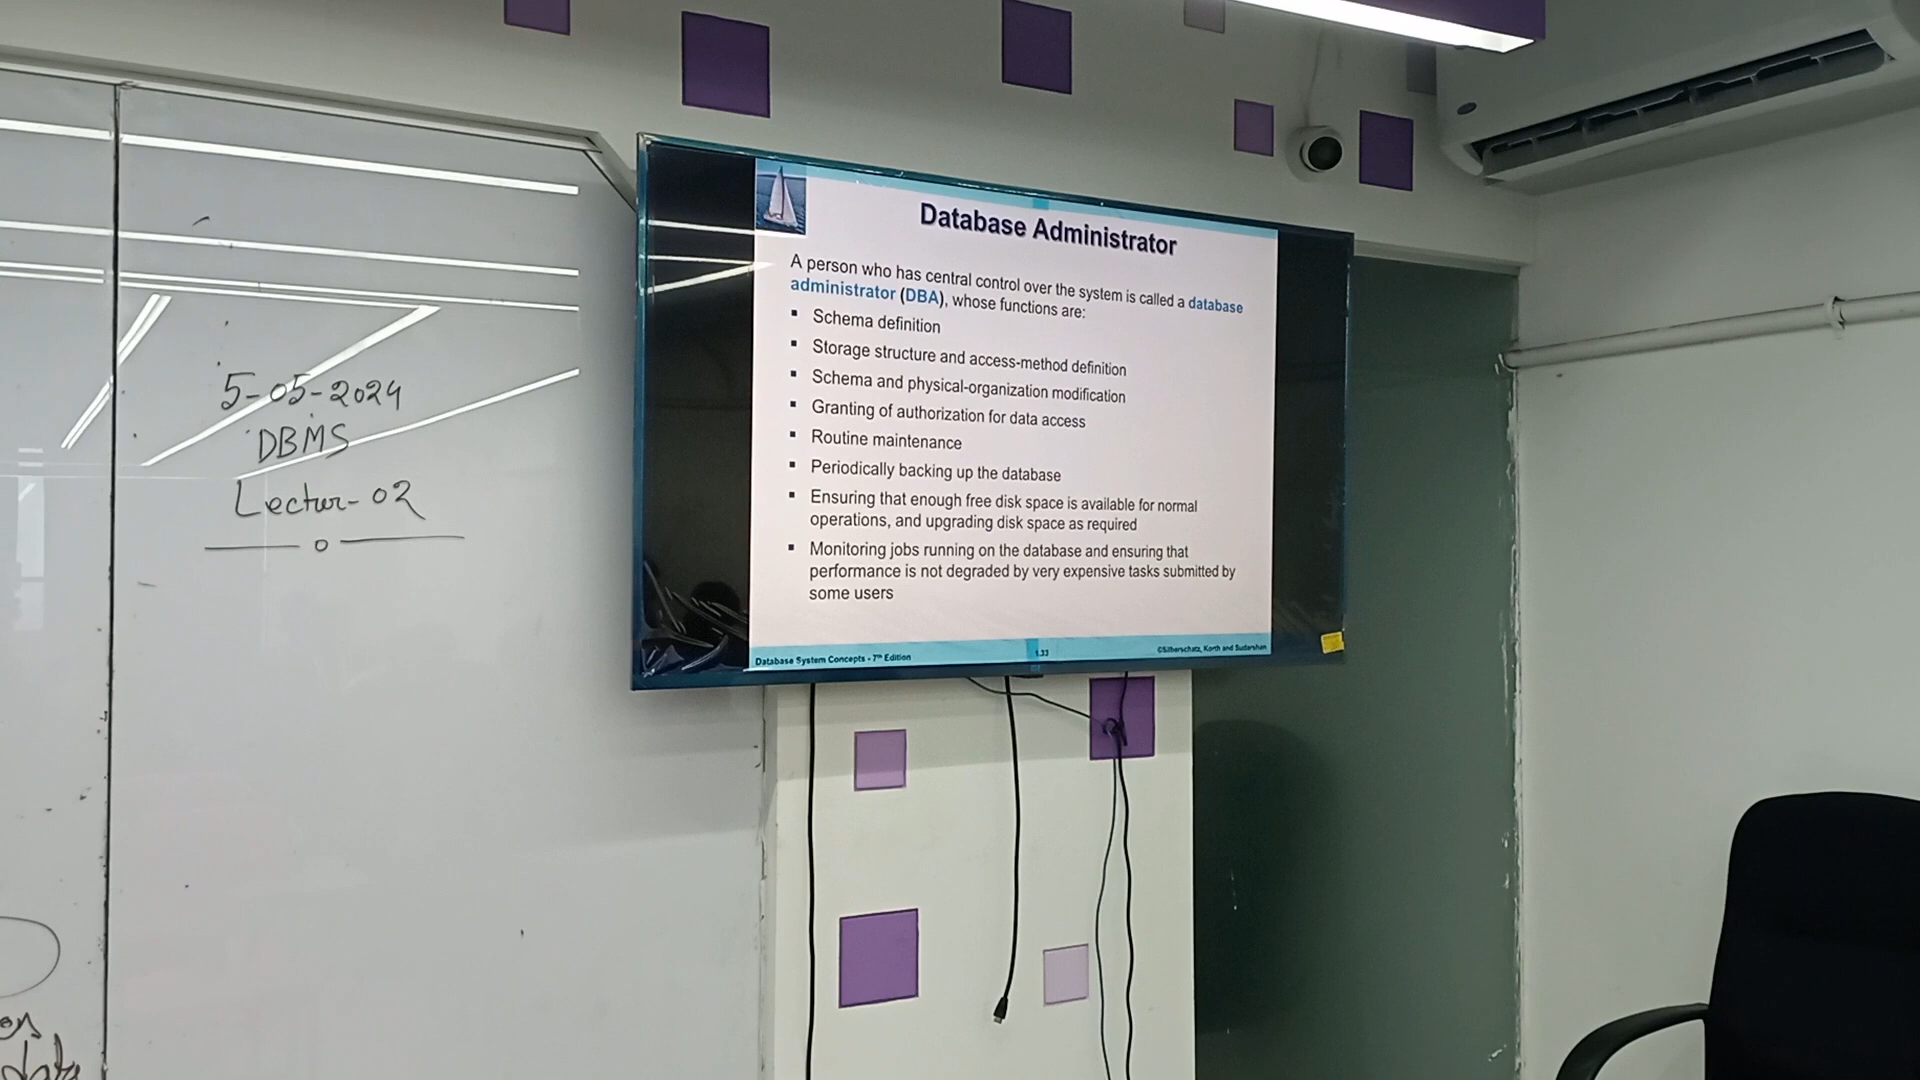 5-05-2024
DBMS
Lectur-02
Database Administrator
A person who has central control over the system is called a database
administrator (DBA), whose functions are:
▪ Schema definition
▪ Storage structure and access-method definition
▪ Schema and physical-organization modification
▪ Granting of authorization for data access
▪ Routine maintenance
▪ Periodically backing up the database
▪ Ensuring that enough free disk space is available for normal
operations, and upgrading disk space as required
▪ Monitoring jobs running on the database and ensuring that
performance is not degraded by very expensive tasks submitted by
some users
Database System Concepts - 7th Edition
1.33
©Silberschatz, Korth and Sudarshan